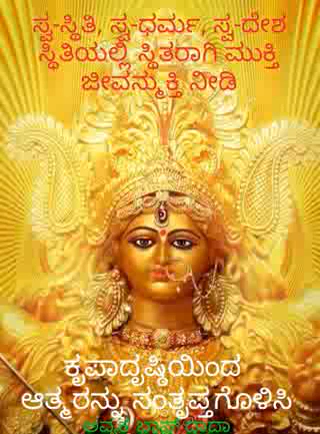 ಸ್ವ-ಸ್ಥಿತಿ, ಸ್ವ-ಧರ್ಮ, ಸ್ವ-ದೇಶ
ಸ್ಥಿತಿಯಲ್ಲಿ ಸ್ಥಿತರಾಗಿ ಮುಕ್ತಿ
ಜೀವನ್ಮುಕ್ತಿ ನೀಡಿ
ಕೃಪಾದೃಷ್ಠಿಯಿಂದ
ಆತ್ಮರನ್ನು ಸಂತೃಪ್ತಗೊಳಿಸಿ